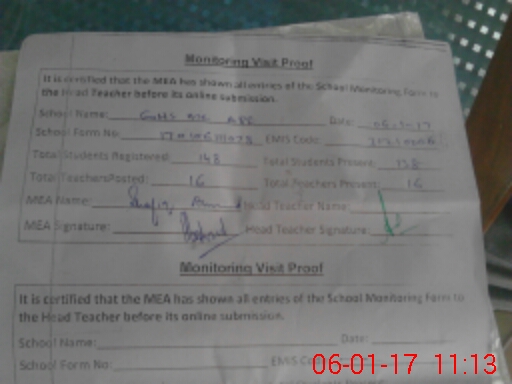 Monitoring Visit Proof
It is certified that the MEA has shown all entries of the School Monitoring Form to
the Head Teacher before its online submission.
School Name: Date:
School Form No: EMIS Code:
Total Students Registered: 148 Total Students Present: 138
Total Teachers Posted: 16 Total Teachers Present: 16
MEA Name: Head Teacher Name:
MEA Signature: Head Teacher Signature:
Monitoring Visit Proof
It is certified that the MEA has shown all entries of the School Monitoring Form to
the Head Teacher before its online submission.
School Name: Date:
School Form No: EMIS
06-01-17 11:13